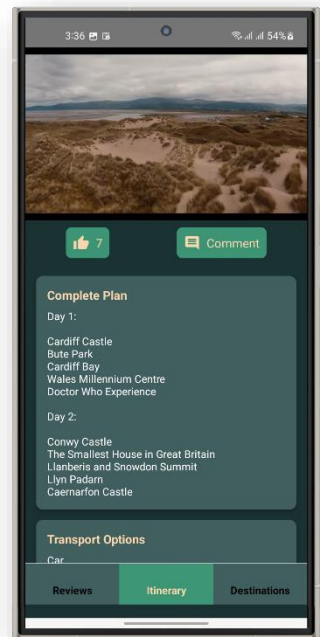 3:36 54%
7 Comment
Complete Plan
Day 1:
Cardiff Castle
Bute Park
Cardiff Bay
Wales Millennium Centre
Doctor Who Experience
Day 2:
Conwy Castle
The Smallest House in Great Britain
Llanberis and Snowdon Summit
Llyn Padarn
Caernarfon Castle
Transport Options
Car
Reviews Itinerary Destinations